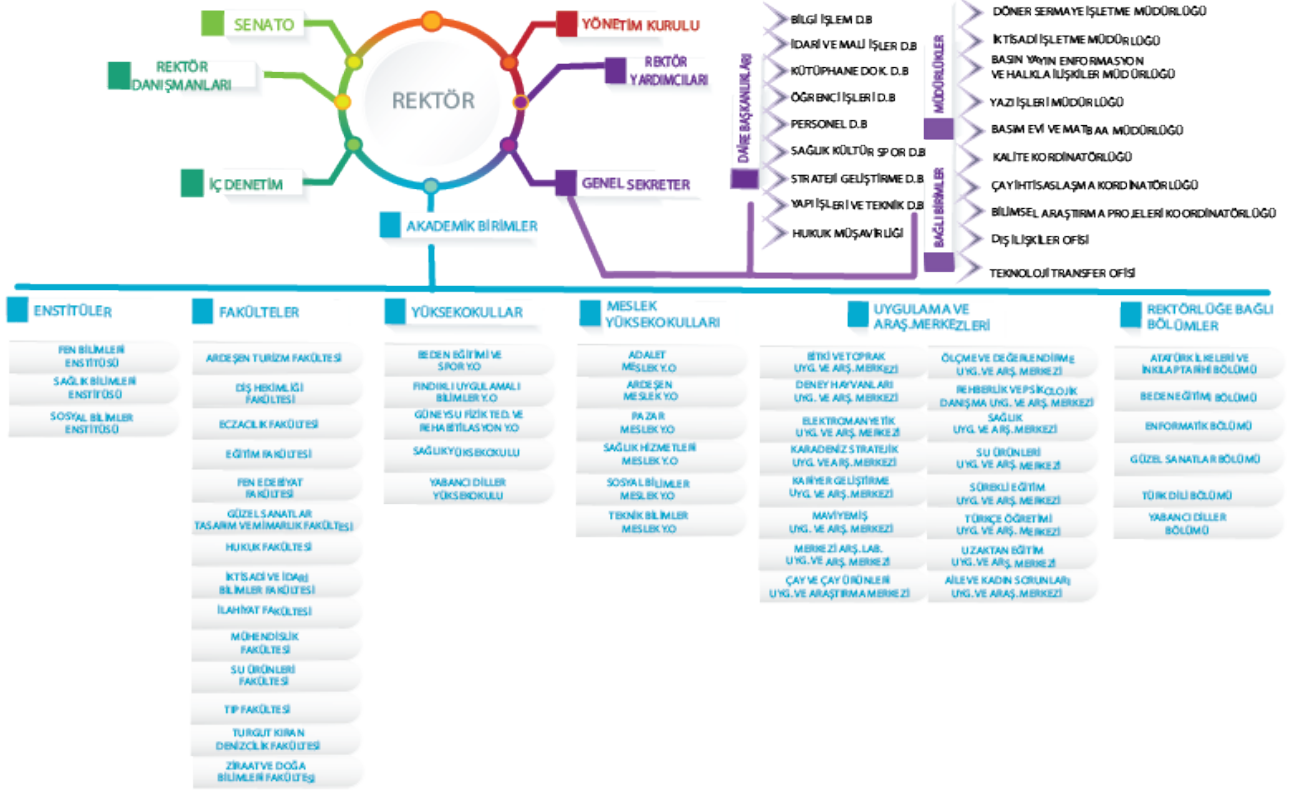 SENATO
REKTÖR
DANIŞMANLARI
İÇ DENETİM
REKTÖR
YÖNETİM KURULU
REKTÖR
YARDIMCILARI
GENEL SEKRETER
AKADEMİK BİRİMLER
DAİRE BAŞKANLIKLARI
BİLGİ İŞLEM D.B
İDARİ VE MALİ İŞLER D.B
KÜTÜPHANE DOK. D.B
ÖĞRENCİ İŞLERİ D.B
PERSONEL D.B
SAĞLIK KÜLTÜR SPOR D.B
STRATEJİ GELİŞTİRME D.B
YAPI İŞLERİ VE TEKNİK D.B
HUKUK MÜŞAVİRLİĞİ
MÜDÜRLÜKLER
DÖNER SERMAYE İŞLETME MÜDÜRLÜĞÜ
İKTİSADİ İŞLETME MÜDÜRLÜĞÜ
BASIN YAYIN ENFORMASYON
VE HALKLA İLİŞKİLER MÜDÜRLÜĞÜ
YAZI İŞLERİ MÜDÜRLÜĞÜ
BASIM EVİ VE MATBAA MÜDÜRLÜĞÜ
BAĞLI BİRİMLER
KALİTE KORDİNATÖRLÜĞÜ
ÇAY İHTİSASLAŞMA KORDİNATÖRLÜĞÜ
BİLİMSEL ARAŞTIRMA PROJELERİ KOORDİNATÖRLÜĞÜ
DIŞ İLİŞKİLER OFİSİ
TEKNOLOJİ TRANSFER OFİSİ
ENSTİTÜLER
FEN BİLİMLERİ
ENSTİTÜSÜ
SAĞLIK BİLİMLERİ
ENSTİTÜSÜ
SOSYAL BİLİMLER
ENSTİTÜSÜ
FAKÜLTELER
ARDEŞEN TURİZM FAKÜLTESİ
DİŞ HEKİMLİĞİ
FAKÜLTESİ
ECZACILIK FAKÜLTESİ
EĞİTİM FAKÜLTESİ
FEN EDEBİYAT
FAKÜLTESİ
GÜZEL SANATLAR
TASARIM VE MİMARLIK FAKÜLTESİ
HUKUK FAKÜLTESİ
İKTİSADİ VE İDARİ
BİLİMLER FAKÜLTESİ
İLAHİYAT FAKÜLTESİ
MÜHENDİSLİK
FAKÜLTESİ
SU ÜRÜNLERİ
FAKÜLTESİ
TIP FAKÜLTESİ
TURGUT KIRAN
DENİZCİLİK FAKÜLTESİ
ZİRAAT VE DOĞA
BİLİMLERİ FAKÜLTESİ
YÜKSEKOKULLAR
BEDEN EĞİTİMİ VE
SPOR Y.O
FINDIKLI UYGULAMALI
BİLİMLER Y.O
GÜNEYSU FİZİK TED. VE
REHABİTİLASYON Y.O
SAĞLIK YÜKSEKOKULU
YABANCI DİLLER
YÜKSEKOKULU
MESLEK
YÜKSEKOKULLARI
ADALET
MESLEK Y.O
ARDEŞEN
MESLEK Y.O
PAZAR
MESLEK Y.O
SAĞLIK HİZMETLERİ
MESLEK Y.O
SOSYAL BİLİMLER
MESLEK Y.O
TEKNİK BİLİMLER
MESLEK Y.O
UYGULAMA VE
ARAŞ.MERKEZLERİ
BİTKİ VE TOPRAK
UYG. VE ARŞ. MERKEZİ
DENEY HAYVANLARI
UYG. VE ARŞ. MERKEZİ
ELEKTROMANYETİK
UYG. VE ARŞ. MERKEZİ
KARADENİZ STRATEJİK
UYG. VE ARŞ. MERKEZİ
KARİYER GELİŞTİRME
UYG. VE ARŞ. MERKEZİ
MAVİYEMİŞ
UYG. VE ARŞ. MERKEZİ
MERKEZİ ARŞ. LAB.
UYG. VE ARŞ. MERKEZİ
ÇAY VE ÇAY ÜRÜNLERİ
UYG. VE ARAŞTIRMA MERKEZİ
ÖLÇME VE DEĞERLENDİRME
UYG. VE ARŞ. MERKEZİ
REHBERLİK VE PSİKOLOJİK
DANIŞMA UYG. VE ARŞ. MERKEZİ
SAĞLIK
UYG. VE ARŞ. MERKEZİ
SU ÜRÜNLERİ
UYG. VE ARŞ. MERKEZİ
SÜREKLİ EĞİTİM
UYG. VE ARŞ. MERKEZİ
TÜRKÇE ÖĞRETİMİ
UYG. VE ARŞ. MERKEZİ
UZAKTAN EĞİTİM
UYG. VE ARŞ. MERKEZİ
AİLE VE KADIN SORUNLARI
UYG. VE ARAŞ. MERKEZİ
REKTÖRLÜĞE BAĞLI
BÖLÜMLER
ATATÜRK İLKELERİ VE
İNKILAP TARİHİ BÖLÜMÜ
BEDEN EĞİTİMİ BÖLÜMÜ
ENFORMATİK BÖLÜMÜ
GÜZEL SANATLAR BÖLÜMÜ
TÜRK DİLİ BÖLÜMÜ
YABANCI DİLLER
BÖLÜMÜ